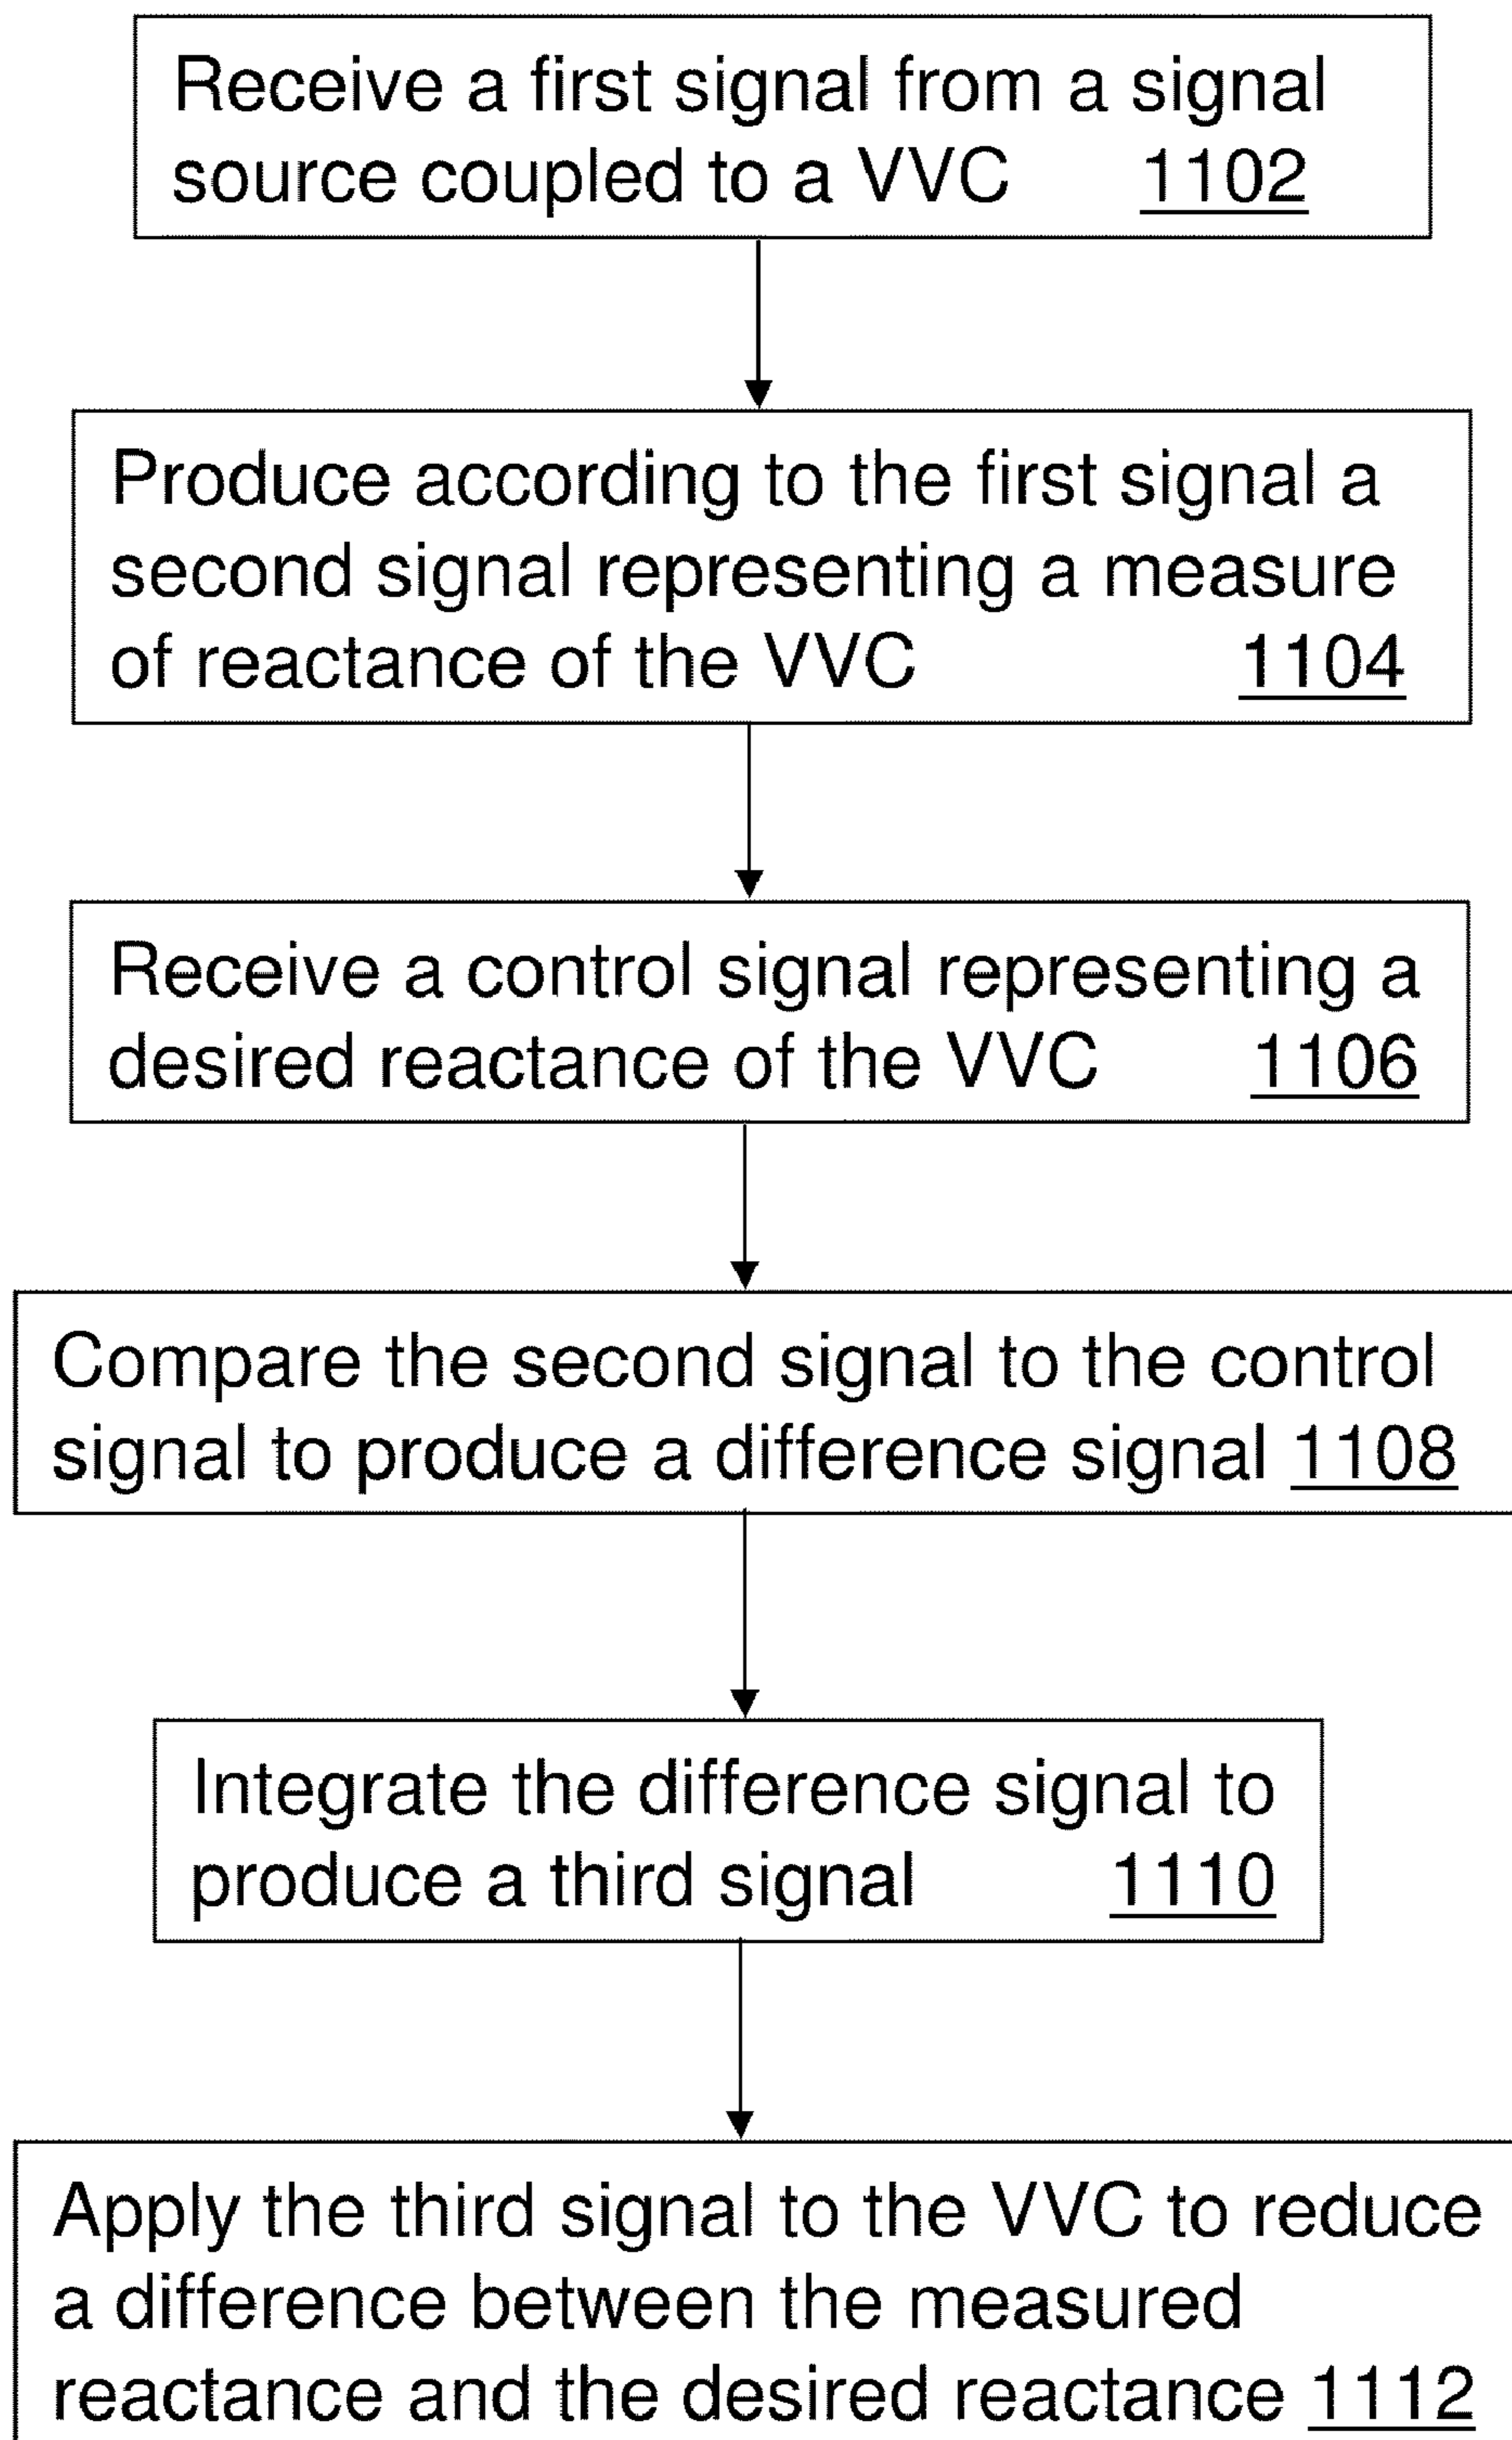 Receive a first signal from a signal
source coupled to a VVC 1102
Produce according to the first signal a
second signal representing a measure
of reactance of the VVC 1104
Receive a control signal representing a
desired reactance of the VVC 1106
Compare the second signal to the control
signal to produce a difference signal 1108
Integrate the difference signal to
produce a third signal 1110
Apply the third signal to the VVC to reduce
a difference between the measured
reactance and the desired reactance 1112